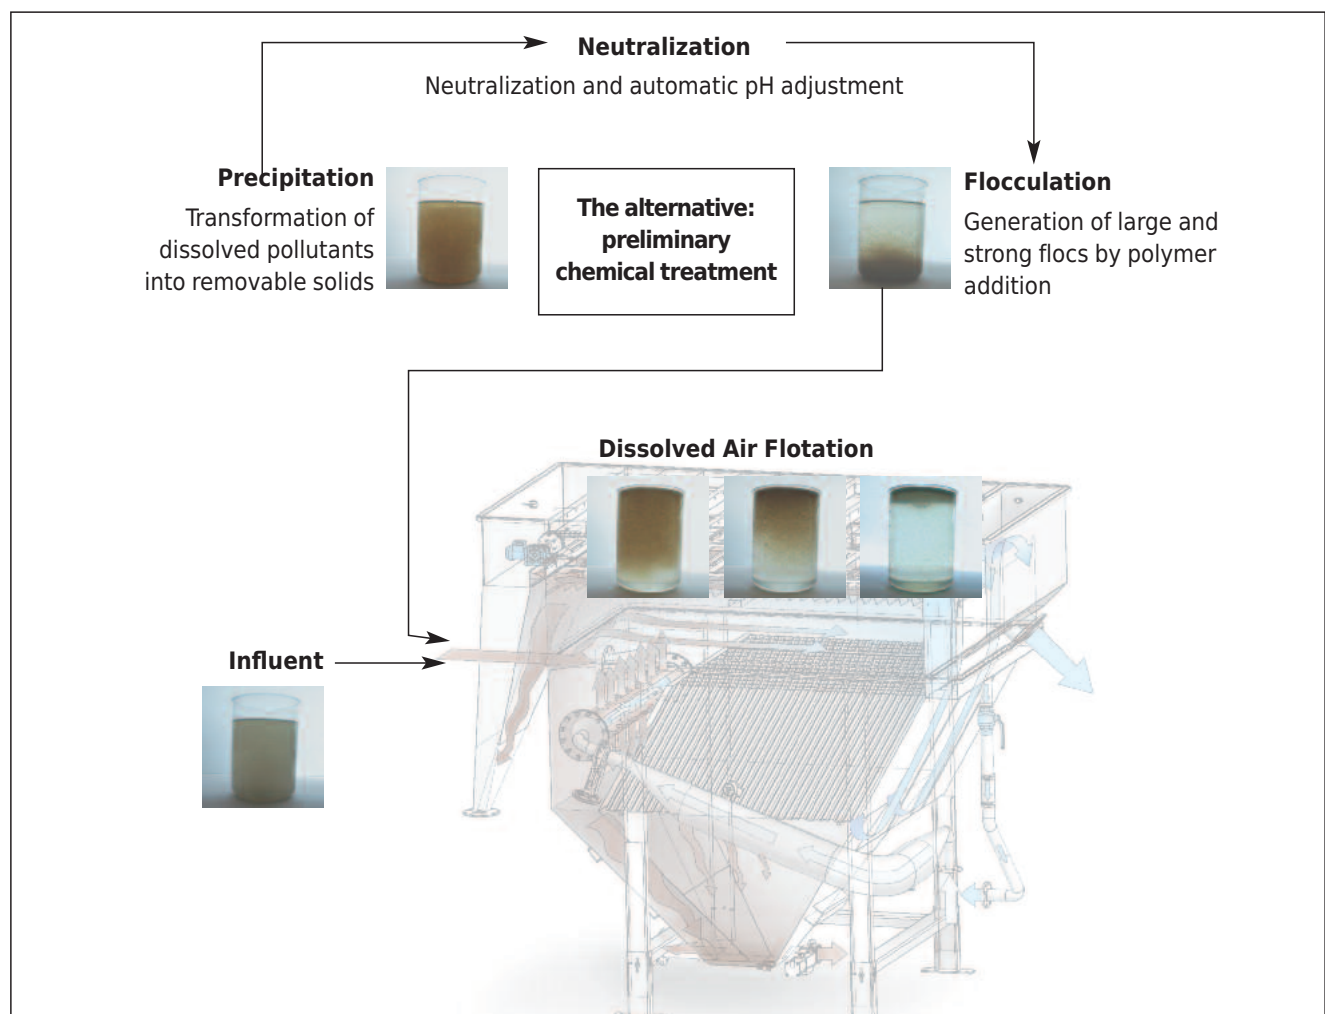 Neutralization
Neutralization and automatic pH adjustment
Precipitation
Transformation of
dissolved pollutants
into removable solids
The alternative:
preliminary
chemical treatment
Flocculation
Generation of large and
strong flocs by polymer
addition
Dissolved Air Flotation
Influent